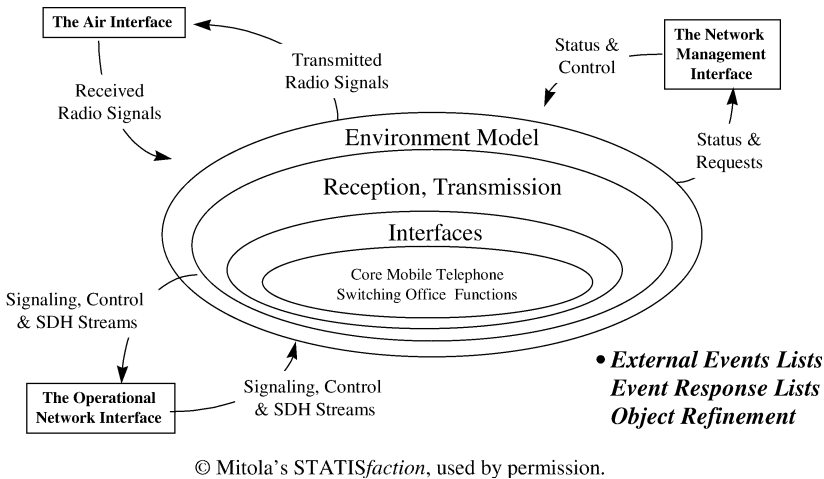 The Air Interface
Transmitted
Radio Signals
Received
Radio Signals
Status &
Control
The Network
Management
Interface
Status &
Requests
Environment Model
Reception, Transmission
Interfaces
Core Mobile Telephone
Switching Office Functions
Signaling, Control
& SDH Streams
The Operational
Network Interface
Signaling, Control
& SDH Streams
• External Events Lists
Event Response Lists
Object Refinement
© Mitola's STATISfaction, used by permission.